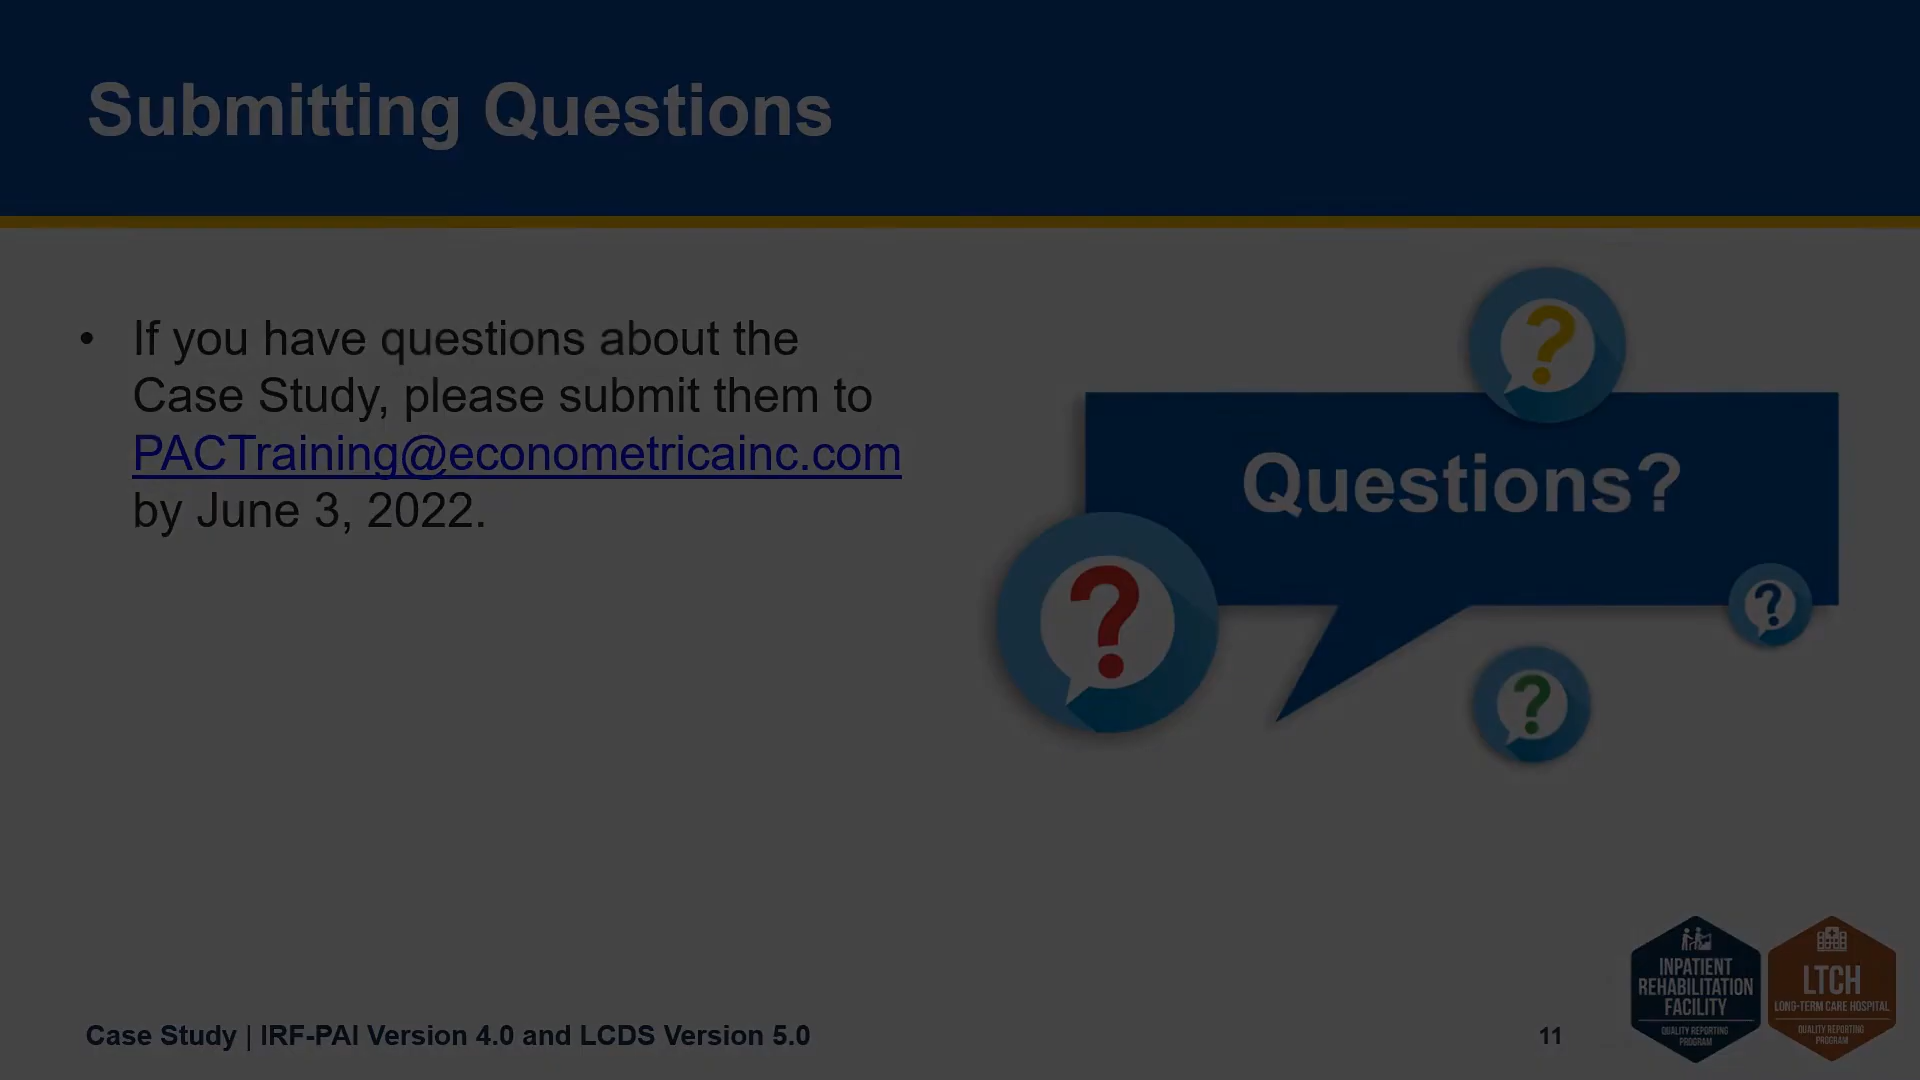 Submitting Questions
• If you have questions about the
Case Study, please submit them to
PACTraining@econometricainc.com
by June 3, 2022.
?
Questions?
?
?
?
Case Study | IRF-PAI Version 4.0 and LCDS Version 5.0
11
INPATIENT
REHABILITATION
FACILITY
QUALITY REPORTING
PROGRAM
LTCH
LONG-TERM CARE HOSPITAL
QUALITY REPORTING
PROGRAM